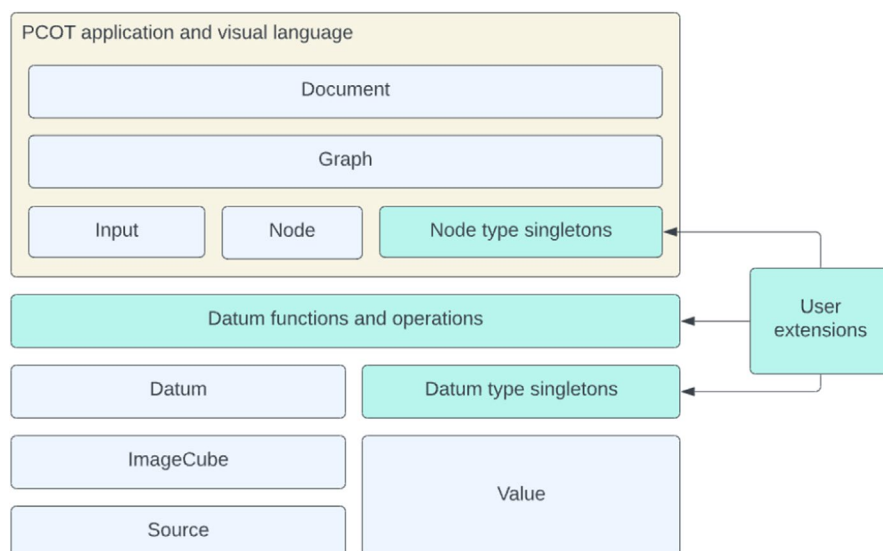 PCOT application and visual language
Document
Graph
Input
Node
Node type singletons
User
extensions
Datum functions and operations
Datum
Datum type singletons
ImageCube
Value
Source